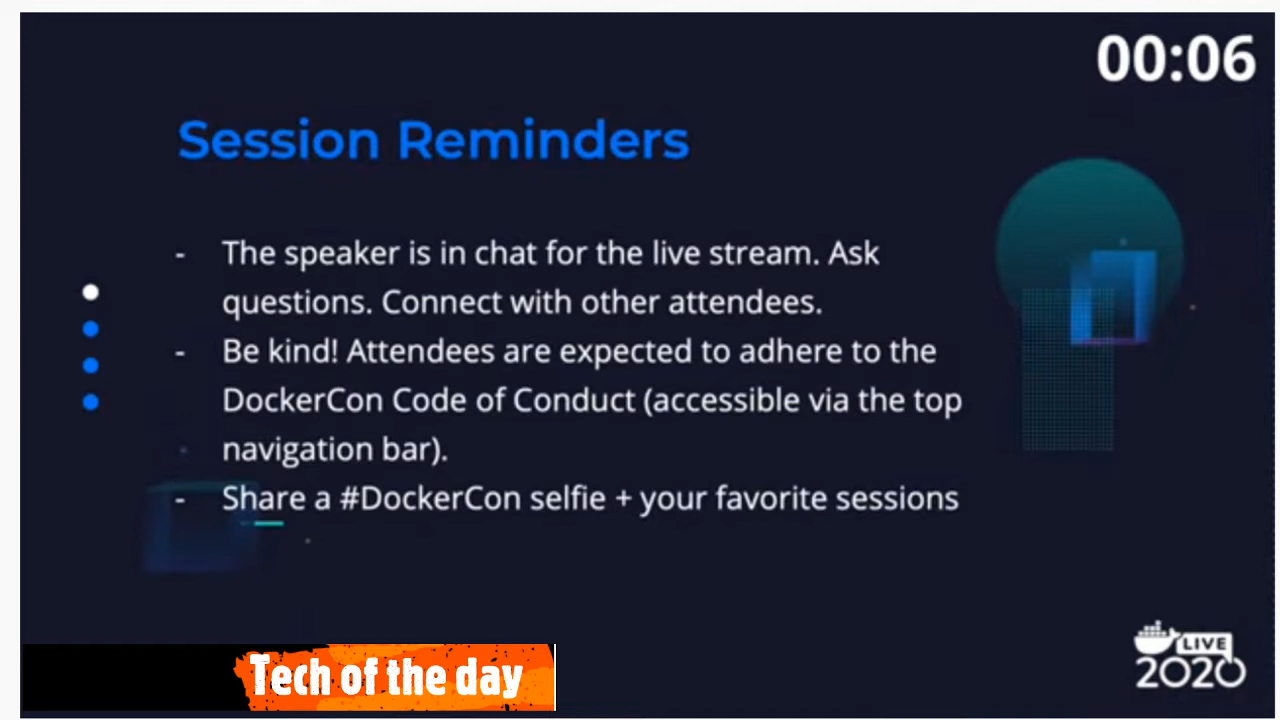 00:06
Session Reminders
- The speaker is in chat for the live stream. Ask
questions. Connect with other attendees.
- Be kind! Attendees are expected to adhere to the
DockerCon Code of Conduct (accessible via the top
navigation bar).
- Share a #DockerCon selfie + your favorite sessions
Tech of the day
LIVE
2020